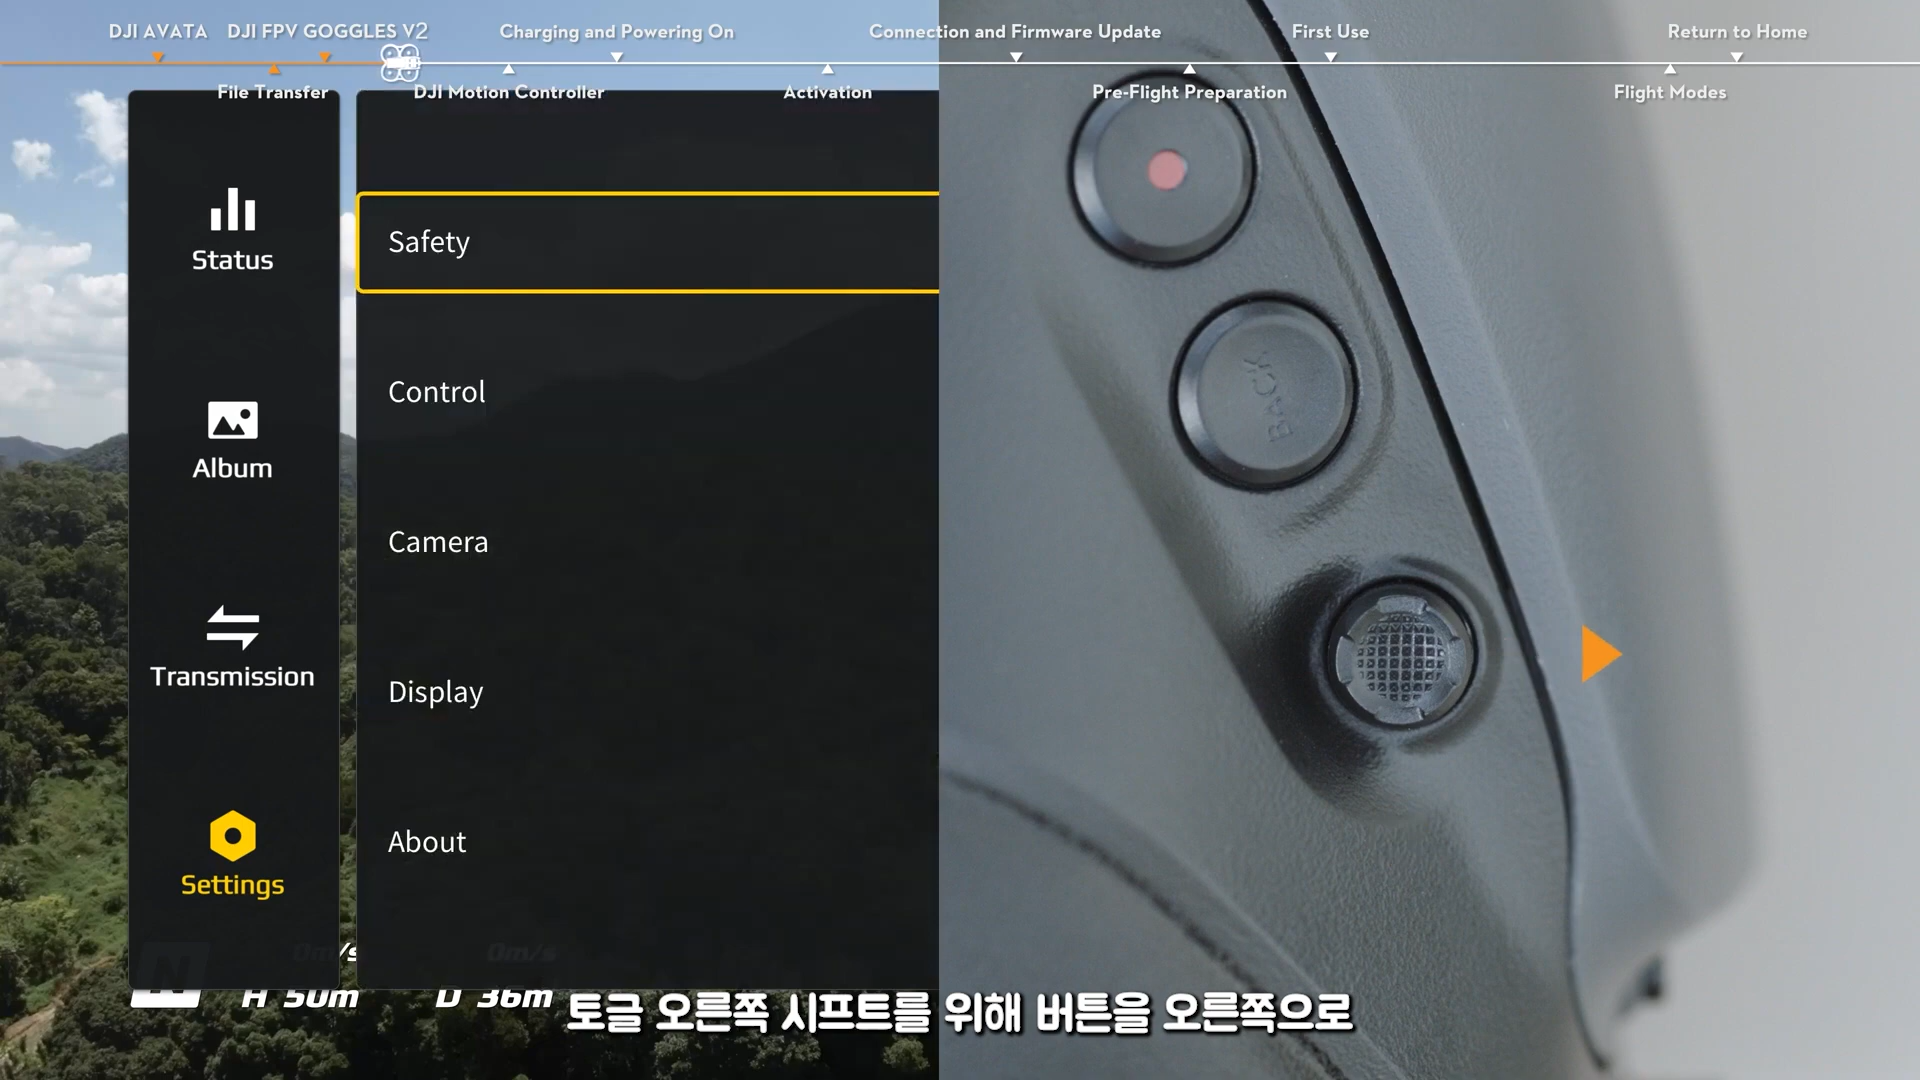 DJI AVATA
DJI FPV GOGGLES V2
Charging and Powering On
Connection and Firmware Update
First Use
Return to Home
File Transfer
DJI Motion Controller
Activation
Pre-Flight Preparation
Flight Modes
Status
Album
Transmission
Settings
Safety
Control
Camera
Display
About
BACK
N
0m/s
0m/s
H 50m
D 36m
토글 오른쪽 시프트를 위해 버튼을 오른쪽으로